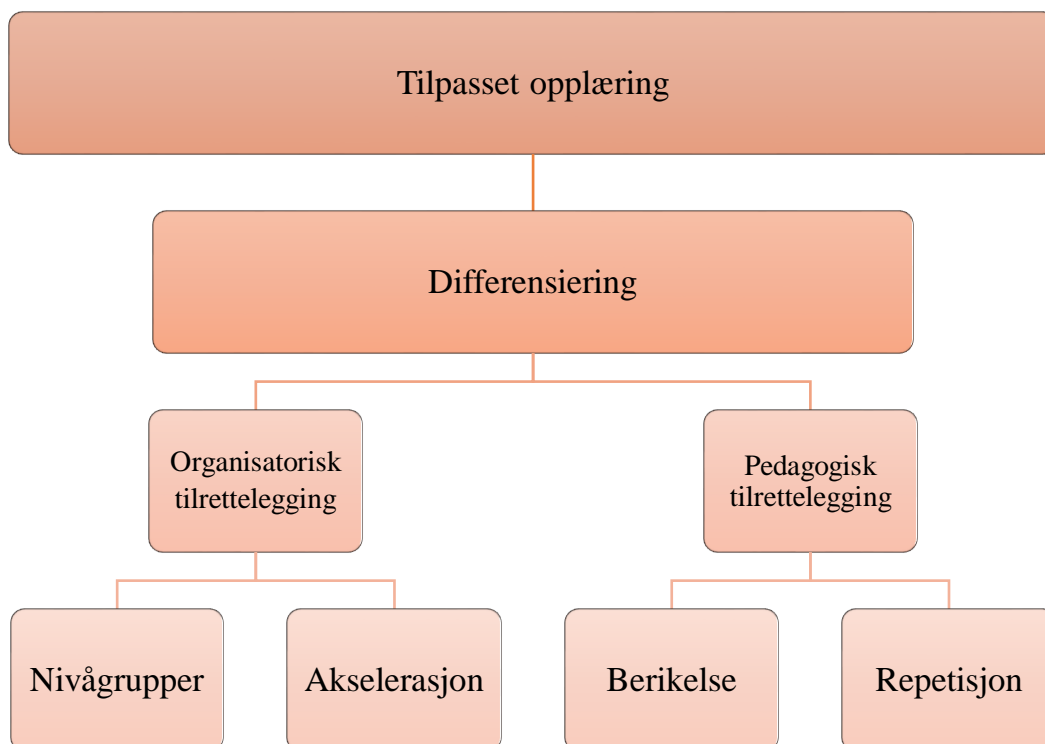 Tilpasset opplæring
Differensiering
Organisatorisk
tilrettelegging
Pedagogisk
tilrettelegging
Nivågrupper
Akselerasjon
Berikelse
Repetisjon